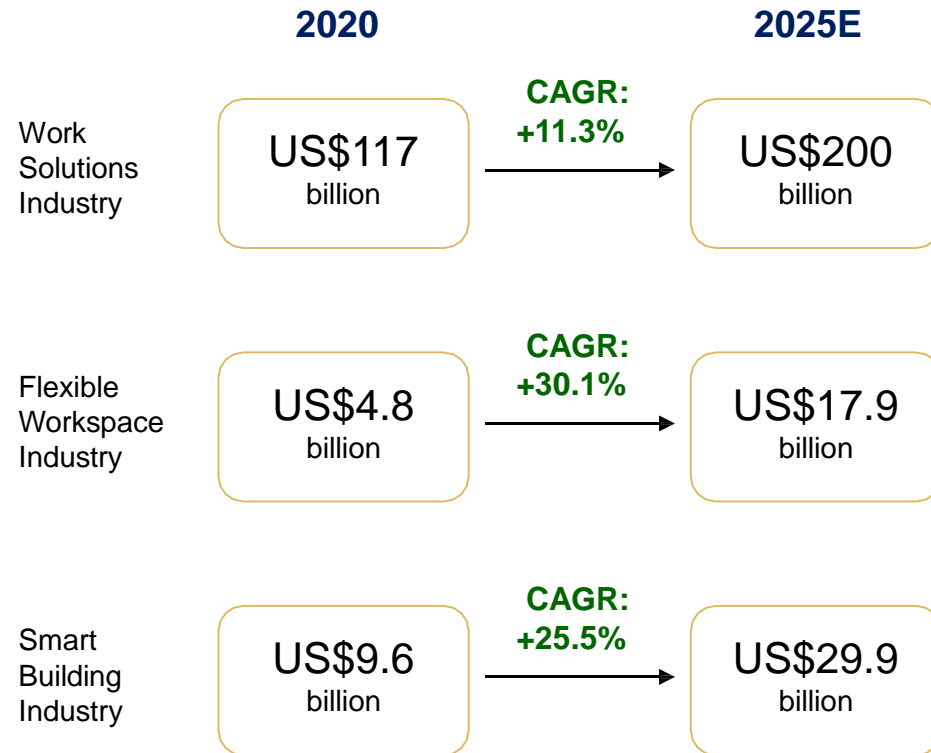 2020
2025E
Work
Solutions
Industry
US$117
billion
CAGR:
+11.3%
US$200
billion
Flexible
Workspace
Industry
US$4.8
billion
CAGR:
+30.1%
US$17.9
billion
Smart
Building
Industry
US$9.6
billion
CAGR:
+25.5%
US$29.9
billion